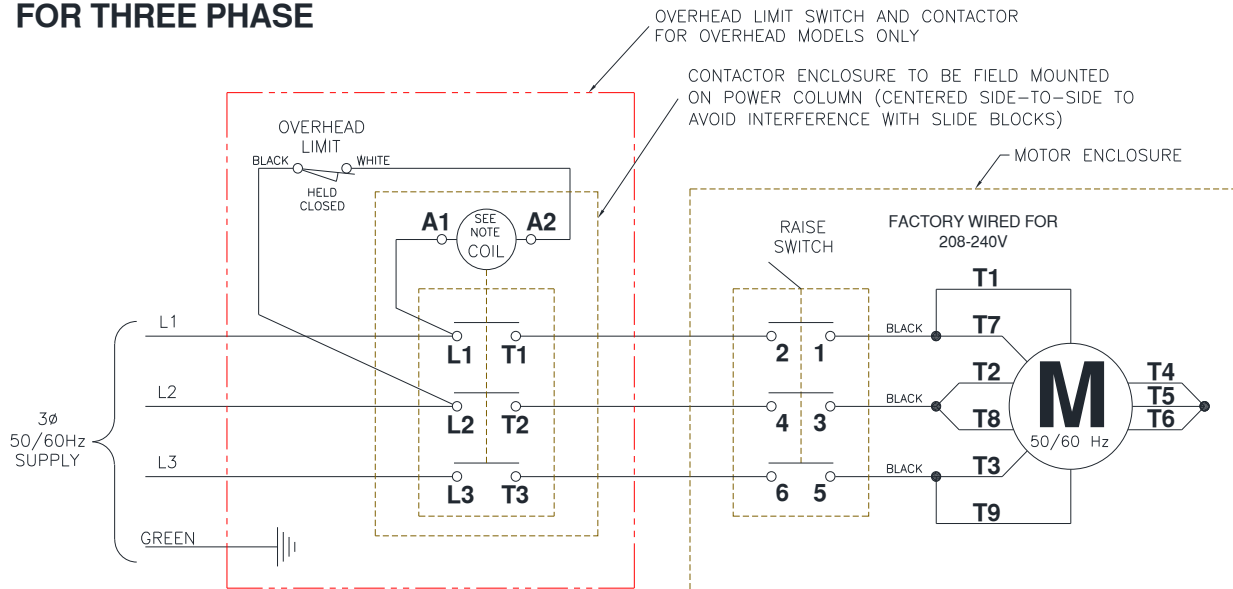 FOR THREE PHASE
OVERHEAD LIMIT SWITCH AND CONTACTOR
FOR OVERHEAD MODELS ONLY
CONTACTOR ENCLOSURE TO BE FIELD MOUNTED
ON POWER COLUMN (CENTERED SIDE-TO-SIDE TO
AVOID INTERFERENCE WITH SLIDE BLOCKS)
OVERHEAD
LIMIT
BLACK
WHITE
HELD
CLOSED
MOTOR ENCLOSURE
A1
SEE
NOTE
COIL
A2
RAISE
SWITCH
FACTORY WIRED FOR
208-240V
T1
L1
L1
T1
2
1
BLACK
T7
T2
T4
L2
L2
T2
4
3
BLACK
T8
M
50/60 Hz
T5
T6
3ø
50/60Hz
SUPPLY
L3
L3
T3
6
5
BLACK
T3
T9
GREEN